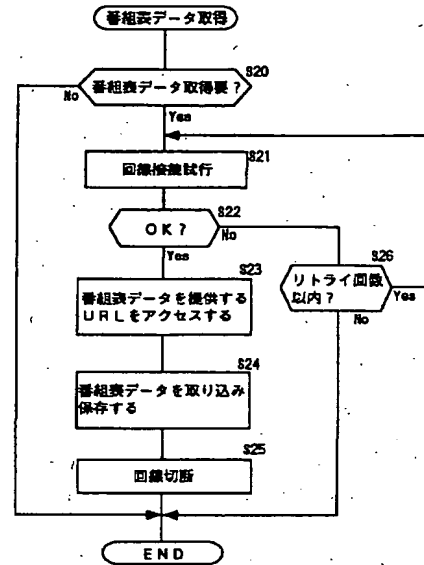 番組表データ取得
S20
番組表データ取得要?
No
Yes
S21
回線接続試行
S22
OK?
No
Yes
S23
番組表データを提供する
URLをアクセスする
S26
リトライ回数
以内?
Yes
No
S24
番組表データを取り込み
保存する
S25
回線切断
END